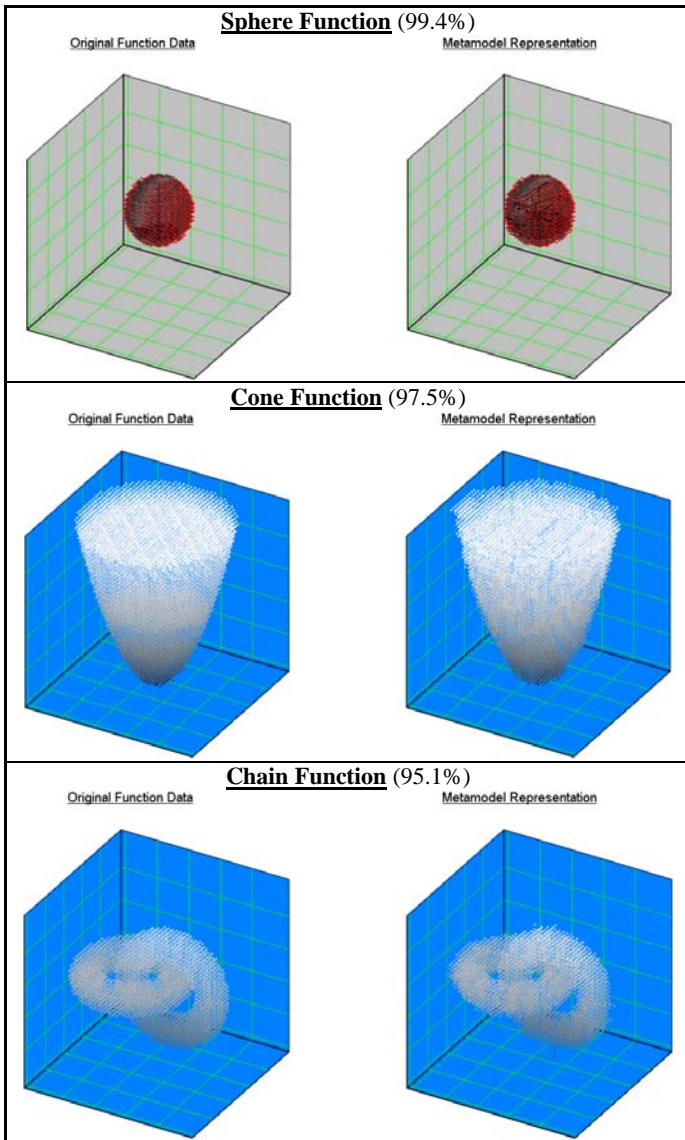 Sphere Function (99.4%)
Original Function Data
Metamodel Representation
Cone Function (97.5%)
Original Function Data
Metamodel Representation
Chain Function (95.1%)
Original Function Data
Metamodel Representation